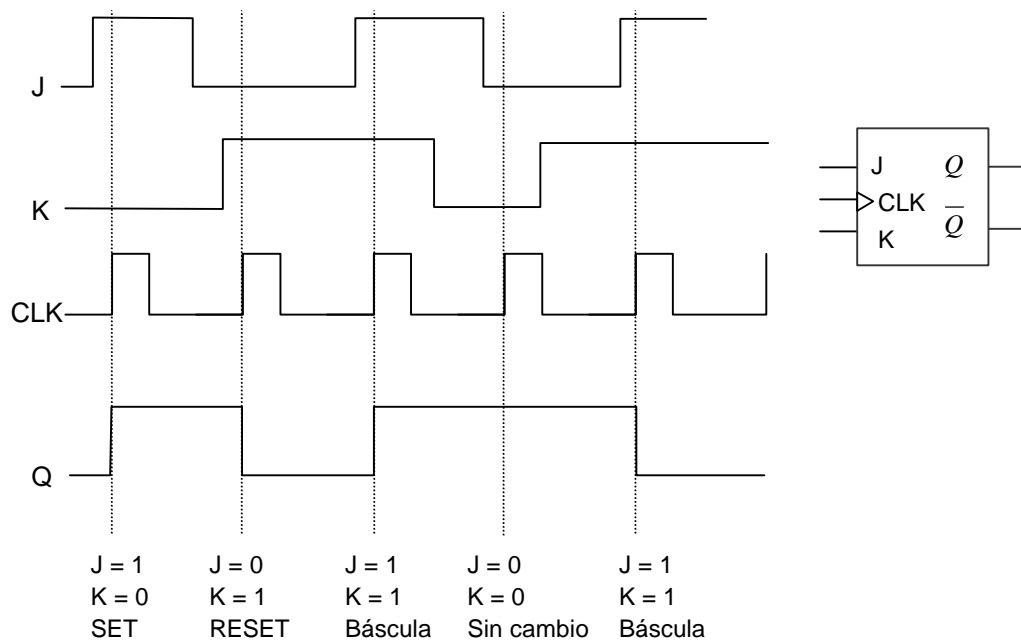 J
K
CLK
Q
J Q
CLK
K Q̅
J = 1 J = 0 J = 1 J = 0 J = 1
K = 0 K = 1 K = 1 K = 0 K = 1
SET RESET Báscula Sin cambio Báscula